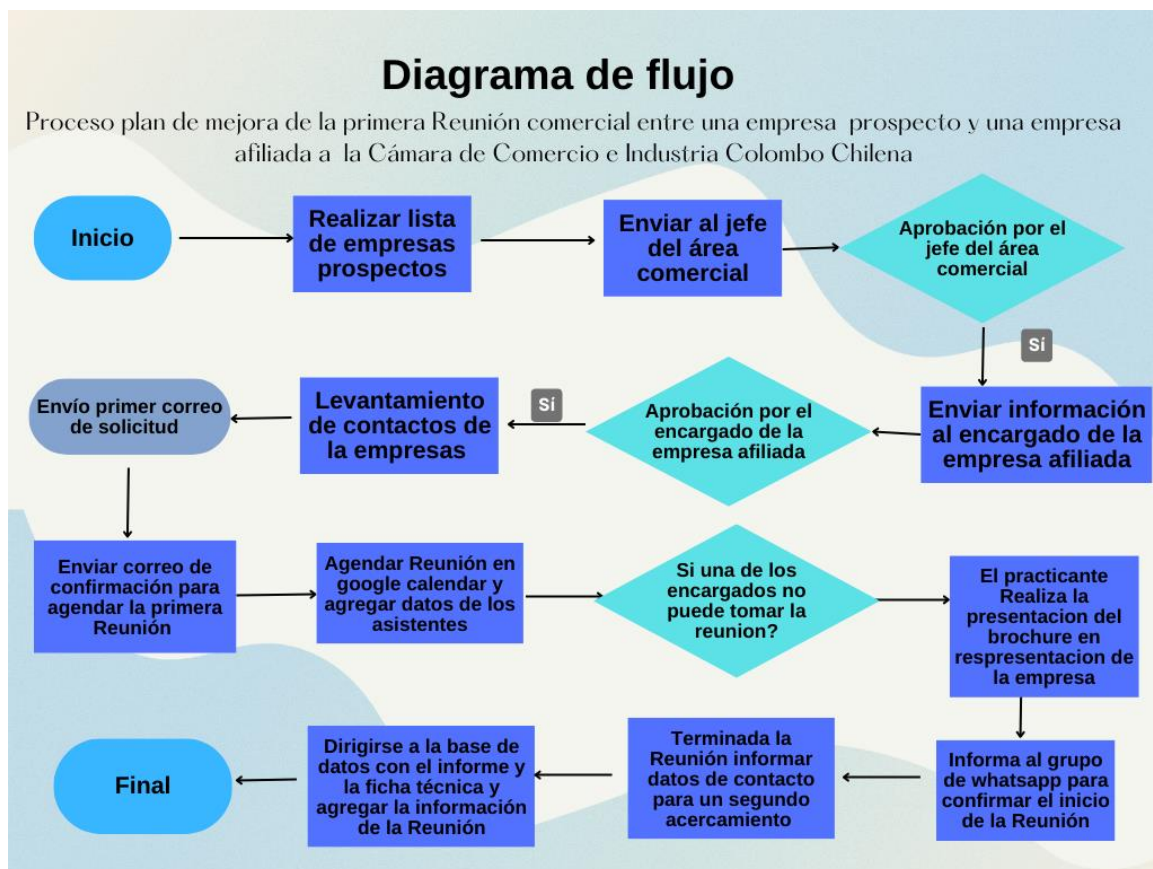 Diagrama de flujo
Proceso plan de mejora de la primera Reunión comercial entre una empresa prospecto y una empresa
afiliada a la Cámara de Comercio e Industria Colombo Chilena
Inicio
Realizar lista
de empresas
prospectos
Enviar al jefe
del área
comercial
Aprobación por el
jefe del área
comercial
Sí
Enviar información
al encargado de la
empresa afiliada
Aprobación por el
encargado de la
empresa afiliada
Sí
Levantamiento
de contactos de
la empresas
Envío primer correo
de solicitud
Enviar correo de
confirmación para
agendar la primera
Reunión
Agendar Reunión en
google calendar y
agregar datos de los
asistentes
Si una de los
encargados no
puede tomar la
reunion?
El practicante
Realiza la
presentacion del
brochure en
respresentacion de
la empresa
Informa al grupo
de whatsapp para
confirmar el inicio
de la Reunión
Terminada la
Reunión informar
datos de contacto
para un segundo
acercamiento
Dirigirse a la base de
datos con el informe y
la ficha técnica y
agregar la información
de la Reunión
Final